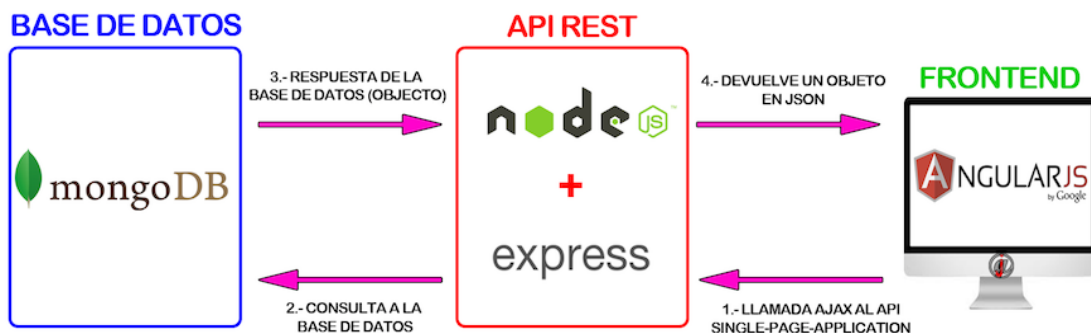 BASE DE DATOS
API REST
3.- RESPUESTA DE LA
BASE DE DATOS (OBJECTO)
4.- DEVUELVE UN OBJETO
EN JSON
FRONTEND
mongoDB
node
JS
™
+
express
ANGULARJS
by Google
2.- CONSULTA A LA
BASE DE DATOS
1.- LLAMADA AJAX AL API
SINGLE-PAGE-APPLICATION